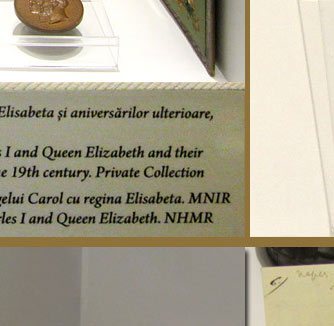 Elisabeta și aniversărilor ulterioare,
s I and Queen Elizabeth and their
e 19th century. Private Collection
gelui Carol cu regina Elisabeta. MNIR
rles I and Queen Elizabeth. NHMR